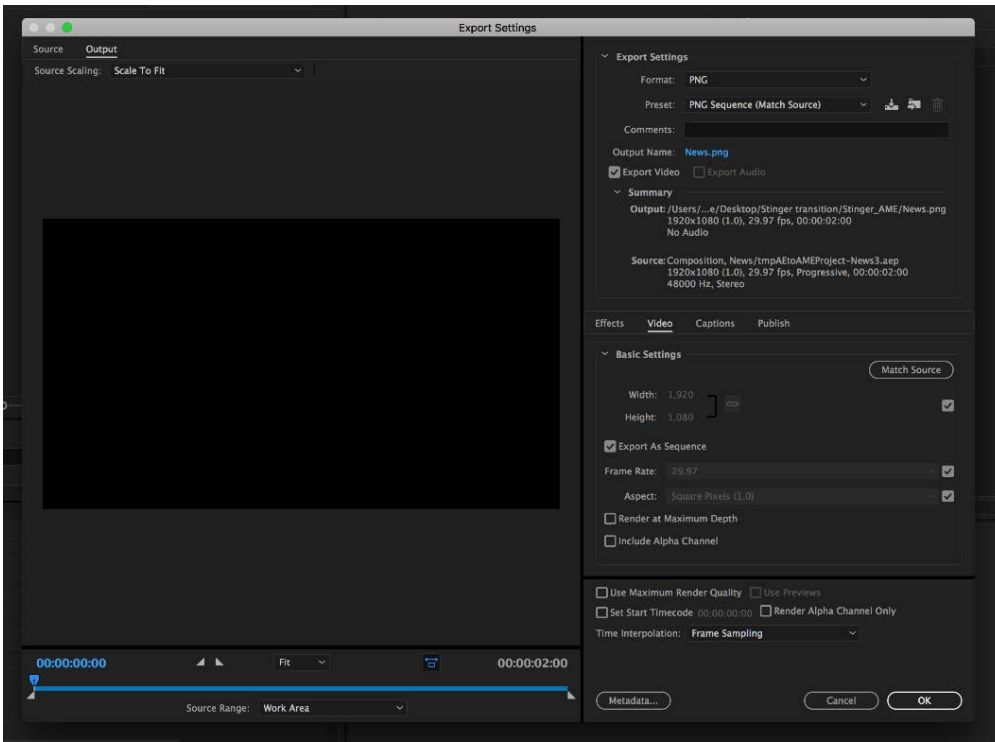 Export Settings
Source Output
Source Scaling: Scale To Fit
Export Settings
Format: PNG
Preset: PNG Sequence (Match Source)
Comments:
Output Name: News.png
Export Video Export Audio
Summary
Output: /Users/...e/Desktop/Stinger transition/Stinger_AME/News.png
1920x1080 (1.0), 29.97 fps, 00:00:02:00
No Audio
Source: Composition, News/tmpAEtoAMEProject-News3.aep
1920x1080 (1.0), 29.97 fps, Progressive, 00:00:02:00
48000 Hz, Stereo
Effects Video Captions Publish
Basic Settings
Match Source
Width: 1,920
Height: 1,080
Export As Sequence
Frame Rate: 29.97
Aspect: Square Pixels (1.0)
Render at Maximum Depth
Include Alpha Channel
Use Maximum Render Quality Use Previews
Set Start Timecode 00:00:00:00 Render Alpha Channel Only
Time Interpolation: Frame Sampling
00:00:00:00 Fit 00:00:02:00
Source Range: Work Area
Metadata... Cancel OK